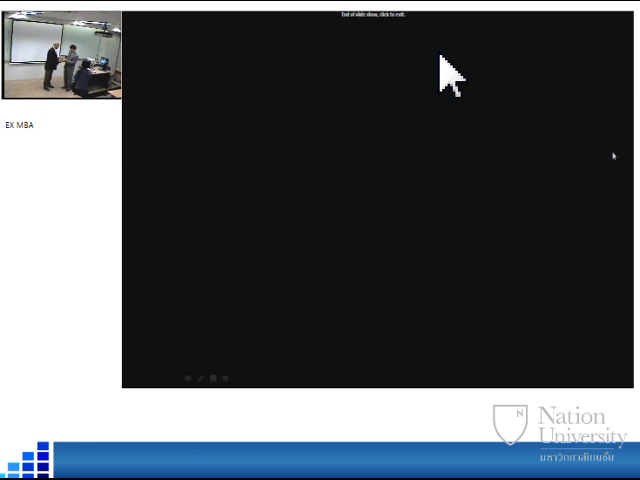 End of slide show, click to exit.
EX MBA
N
Nation
University
มหาวิทยาลัยเนชั่น